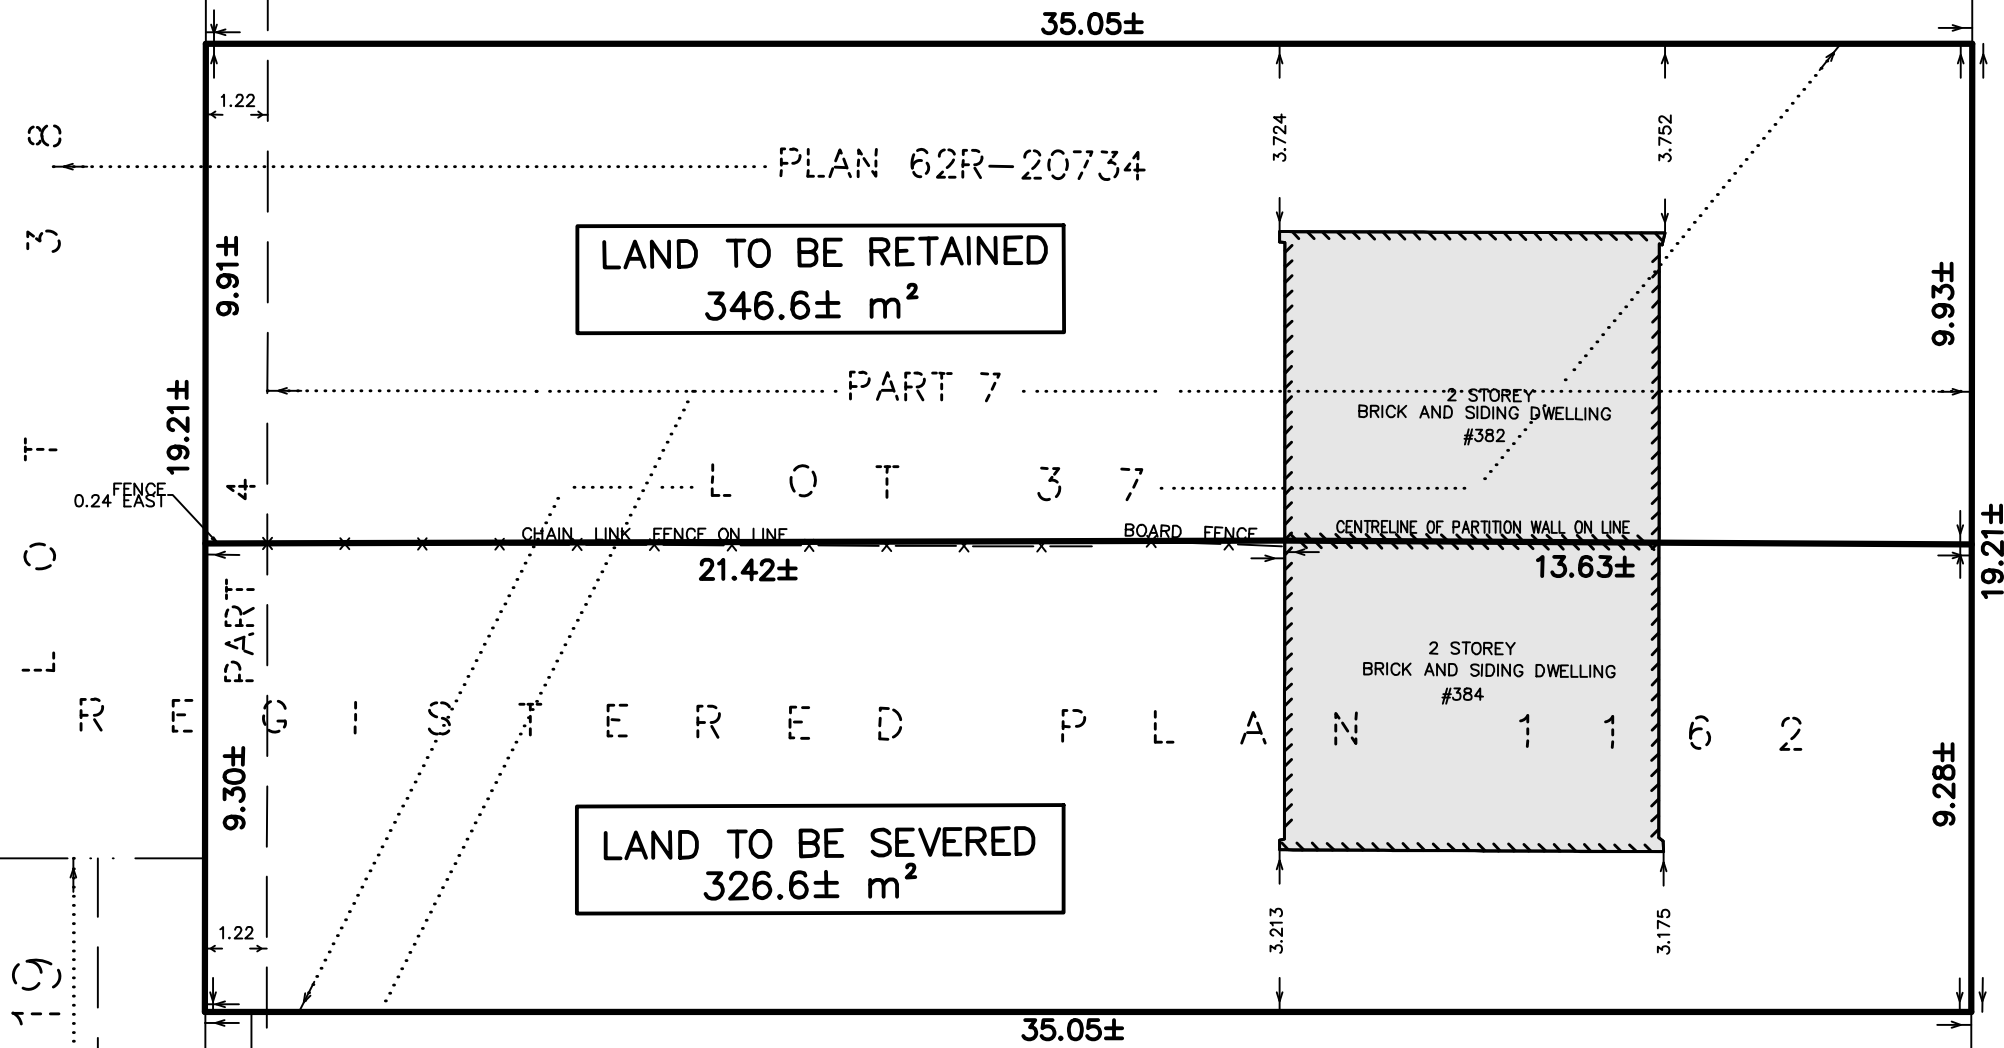 35.05±
1.22
8
3.724
3.752
PLAN 62R-20734
3
LAND TO BE RETAINED
346.6± m²
9.91±
9.93±
PART 7
2 STOREY
BRICK AND SIDING DWELLING
#382
19.21±
T
4
L O T 3 7
FENCE
0.24 EAST
CHAIN LINK FENCE ON LINE
BOARD FENCE
CENTRELINE OF PARTITION WALL ON LINE
O
21.42±
13.63±
19.21±
PART
L
2 STOREY
BRICK AND SIDING DWELLING
#384
R E G I S T E R E D P L A N 1 1 6 2
9.30±
9.28±
LAND TO BE SEVERED
326.6± m²
1.22
3.213
3.175
19
35.05±